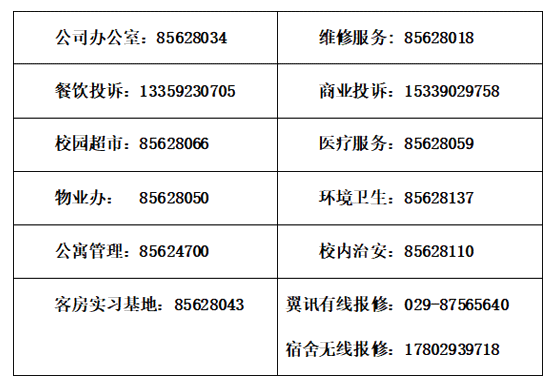 公司办公室：85628034
维修服务：85628018
餐饮投诉：13359230705
商业投诉：15339029758
校园超市：85628066
医疗服务：85628059
物业办：  85628050
环境卫生：85628137
公寓管理：85624700
校内治安：85628110
客房实习基地：85628043
翼讯有线报修：029-87565640
宿舍无线报修：17802939718